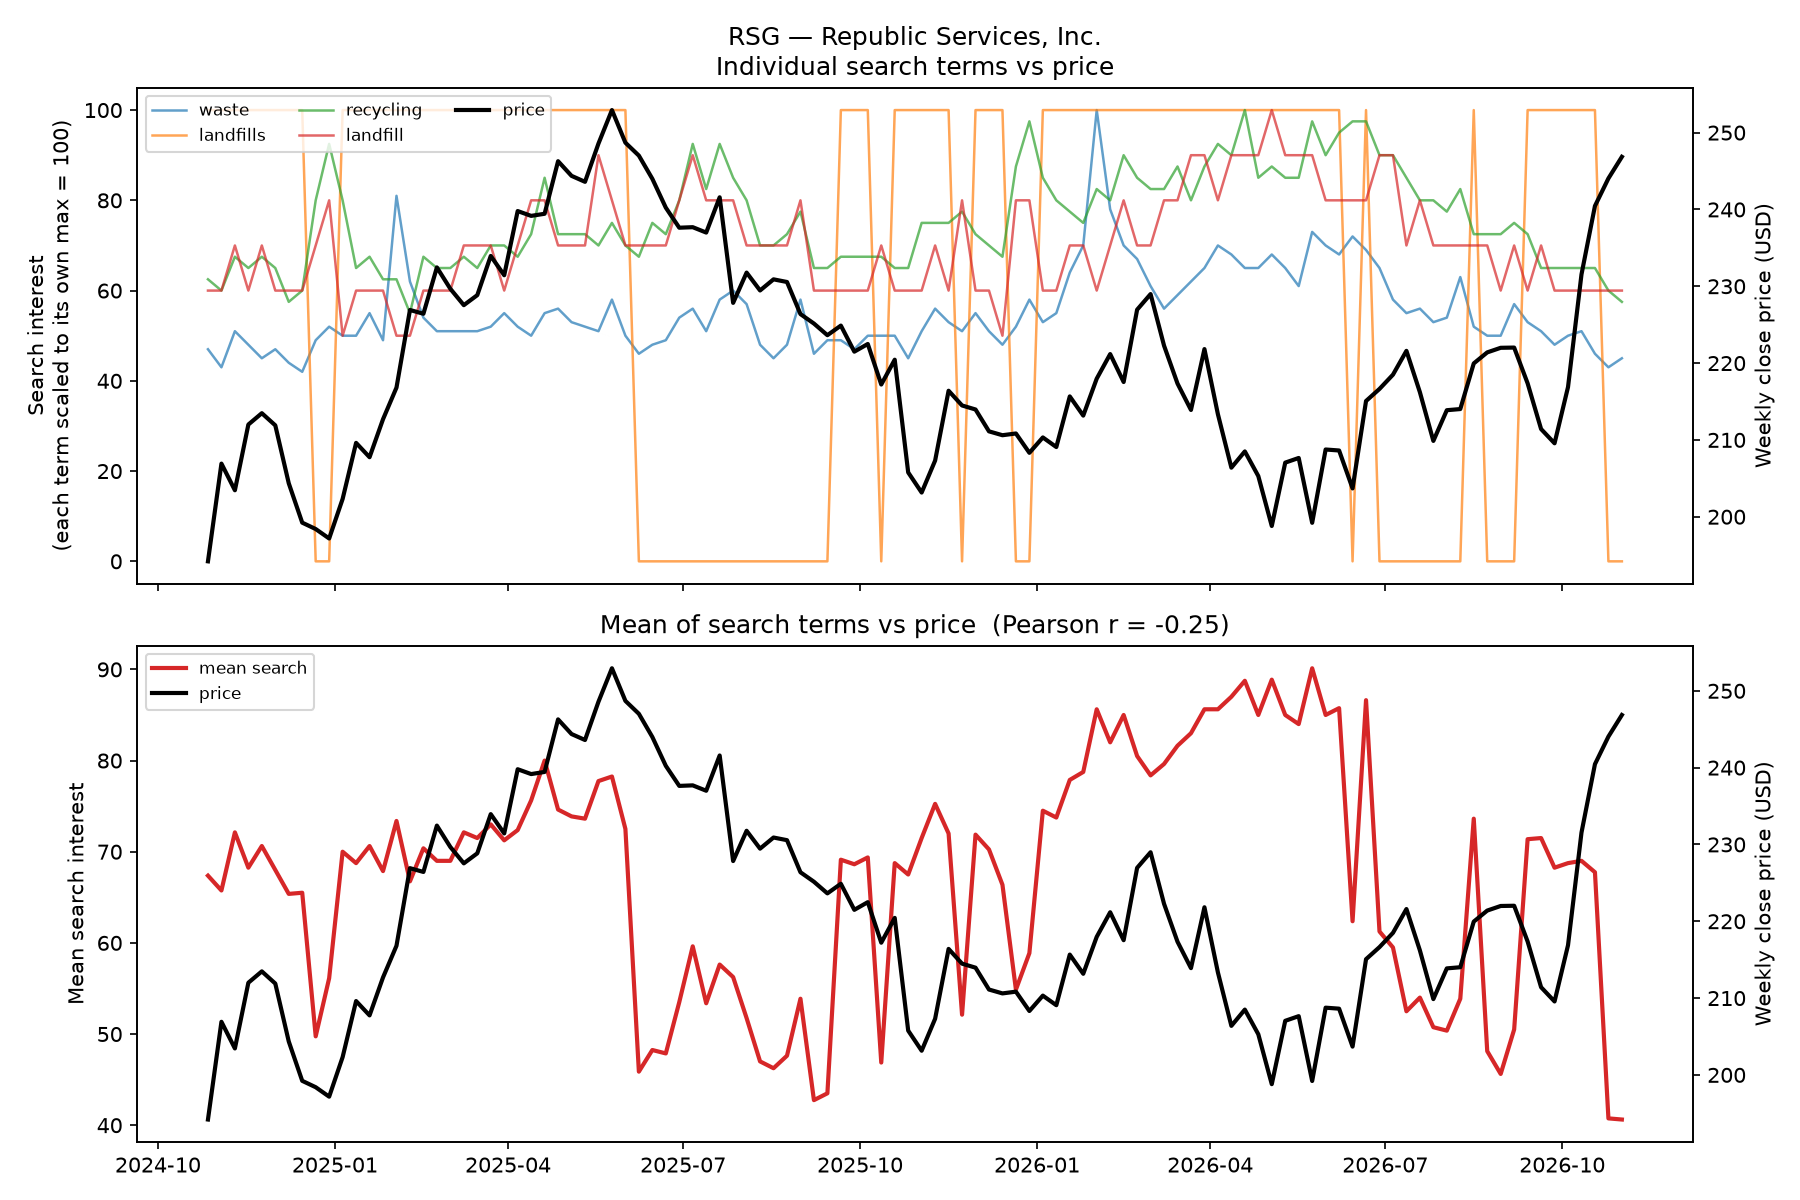 RSG — Republic Services, Inc.
Individual search terms vs price
waste
landfills
recycling
landfill
price
Search interest
(each term scaled to its own max = 100)
100
80
60
40
20
0
250
240
230
220
210
200
Weekly close price (USD)
Mean of search terms vs price (Pearson r = -0.25)
mean search
price
Mean search interest
90
80
70
60
50
40
250
240
230
220
210
200
Weekly close price (USD)
2024-10
2025-01
2025-04
2025-07
2025-10
2026-01
2026-04
2026-07
2026-10